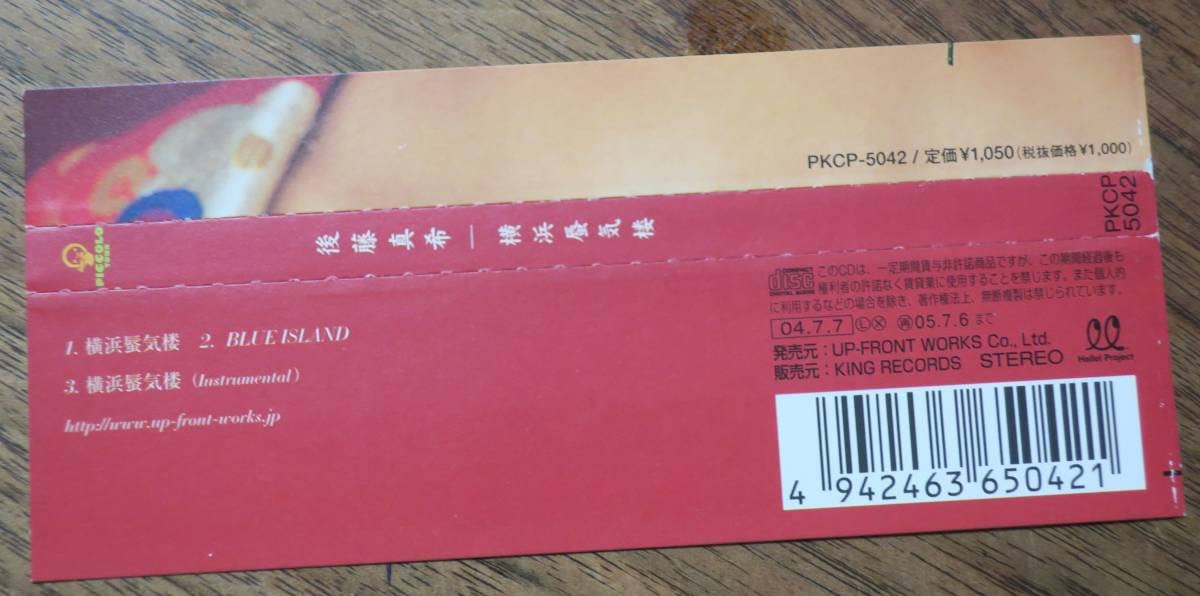 PKCP-5042 / 定価¥1,050(税抜価格¥1,000)
PICCOLO TOWN
後藤真希 — 横浜蜃気楼
PKCP
5042
1. 横浜蜃気楼 2. BLUE ISLAND
3. 横浜蜃気楼 (Instrumental)
http://www.up-front-works.jp
COMPACT disc DIGITAL AUDIO
このCDは、一定期間貸与非許諾商品ですが、この期間経過後も
権利者の許諾なく賃貸業に使用することを禁じます。また個人的
に利用するなどの場合を除き、著作権法上、無断複製は禁じられています。
04.7.7 Ⓛ X 再 05.7.6 まで
発売元 : UP-FRONT WORKS Co., Ltd.
販売元 : KING RECORDS STEREO
Hello! Project
4 942463 650421